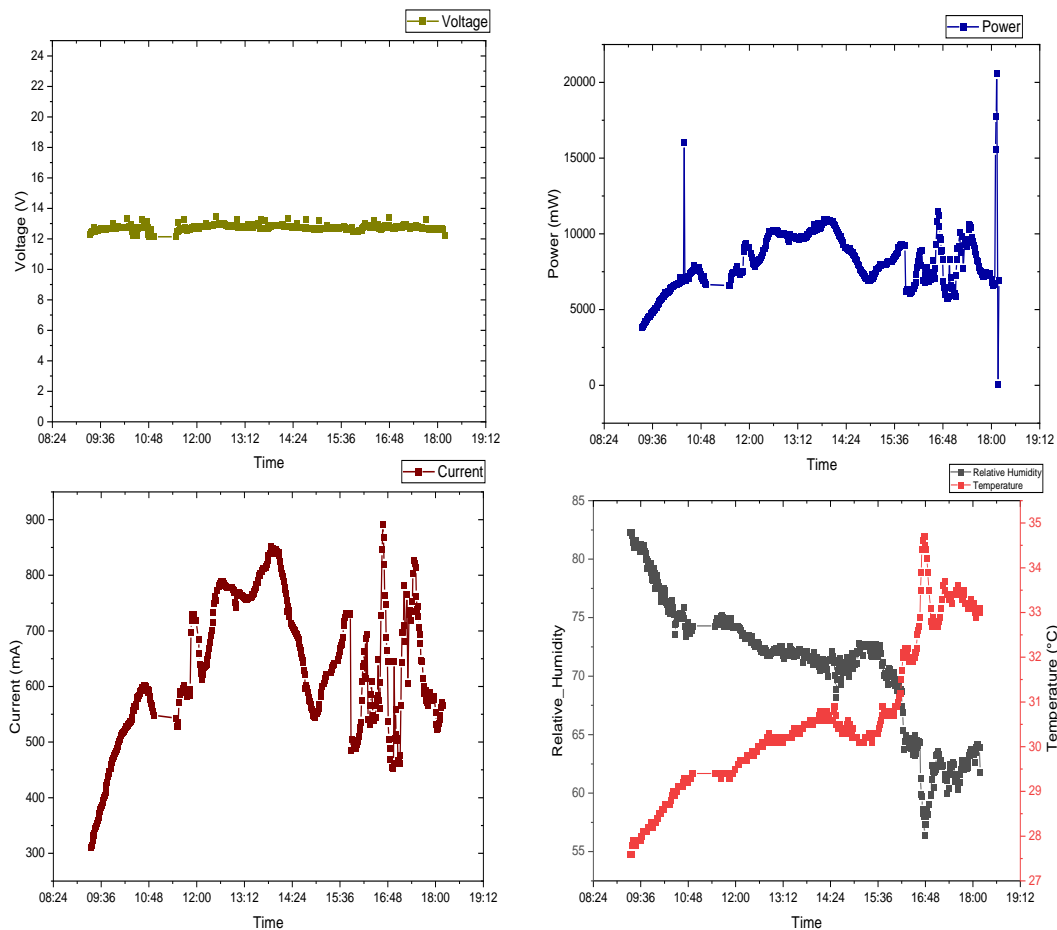 Voltage
24
22
20
18
16
14
12
10
8
6
4
2
0
Voltage (V)
08:24 09:36 10:48 12:00 13:12 14:24 15:36 16:48 18:00 19:12
Time
Power
20000
15000
10000
5000
0
Power (mW)
08:24 09:36 10:48 12:00 13:12 14:24 15:36 16:48 18:00 19:12
Time
Current
900
800
700
600
500
400
300
Current (mA)
08:24 09:36 10:48 12:00 13:12 14:24 15:36 16:48 18:00 19:12
Time
Relative Humidity
Temperature
85
80
75
70
65
60
55
Relative_Humidity
35
34
33
32
31
30
29
28
27
Temperature (°C)
08:24 09:36 10:48 12:00 13:12 14:24 15:36 16:48 18:00 19:12
Time